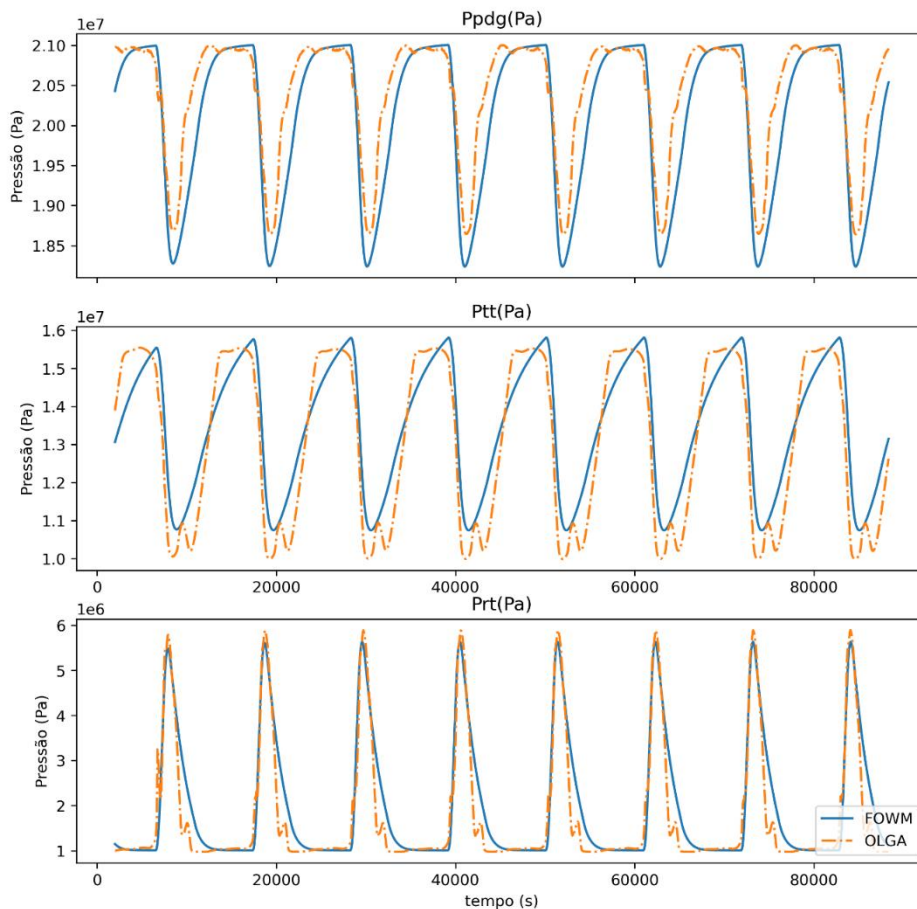 Ppdg(Pa)
1e7
Pressão (Pa)
2.10
2.05
2.00
1.95
1.90
1.85
Ptt(Pa)
1e7
Pressão (Pa)
1.6
1.5
1.4
1.3
1.2
1.1
1.0
0 20000 40000 60000 80000
Prt(Pa)
1e6
Pressão (Pa)
6
5
4
3
2
1
FOWM
OLGA
0 20000 40000 60000 80000
tempo (s)